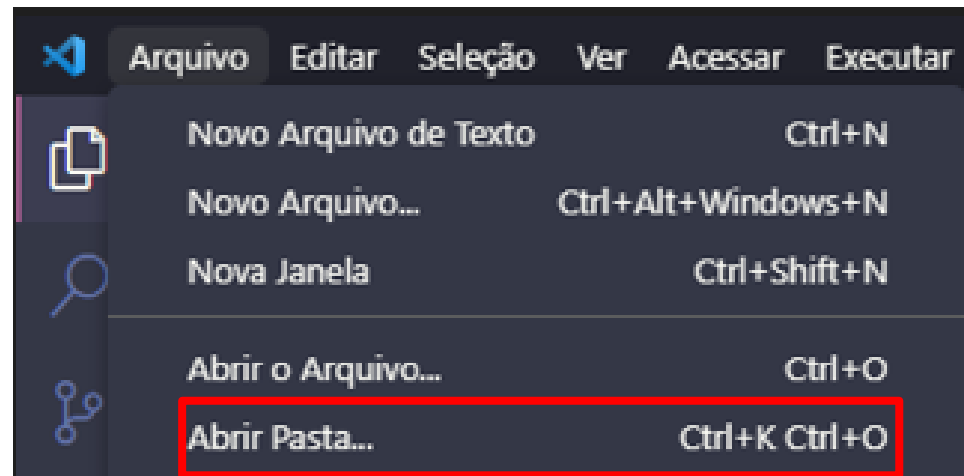 Arquivo Editar Seleção Ver Acessar Executar
Novo Arquivo de Texto Ctrl+N
Novo Arquivo... Ctrl+Alt+Windows+N
Nova Janela Ctrl+Shift+N
Abrir o Arquivo... Ctrl+O
Abrir Pasta... Ctrl+K Ctrl+O